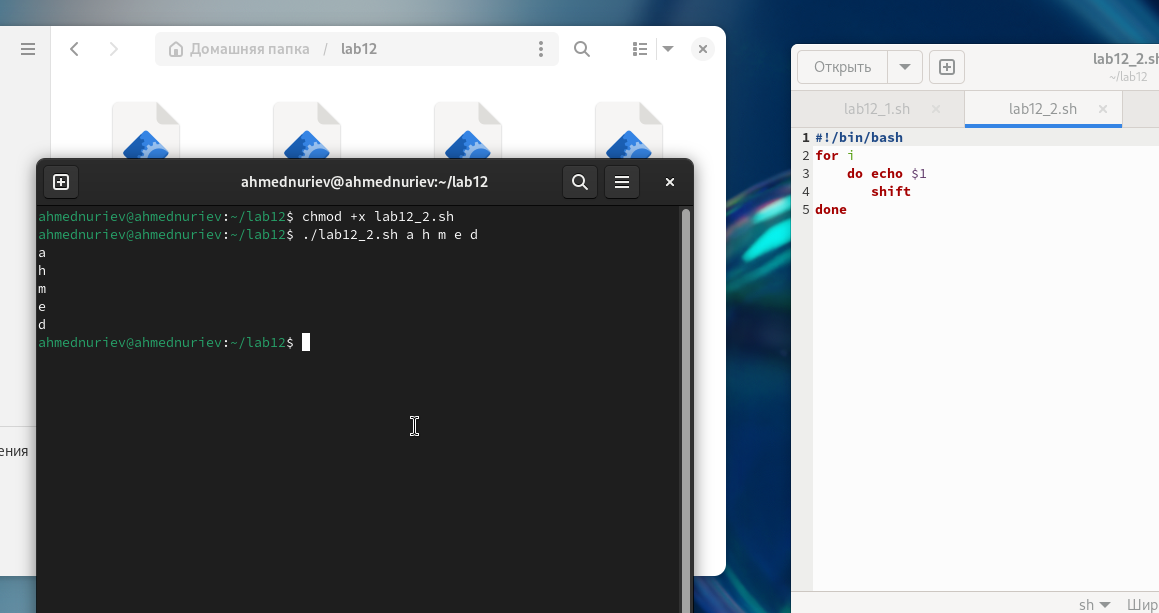 Домашняя папка / lab12
ения
ahmednuriev@ahmednuriev:~/lab12
ahmednuriev@ahmednuriev:~/lab12$ chmod +x lab12_2.sh
ahmednuriev@ahmednuriev:~/lab12$ ./lab12_2.sh a h m e d
a
h
m
e
d
ahmednuriev@ahmednuriev:~/lab12$
Открыть
lab12_2.sh
~/lab12
lab12_1.sh
lab12_2.sh
1 #!/bin/bash
2 for i
3     do echo $1
4        shift
5 done
sh
Шир